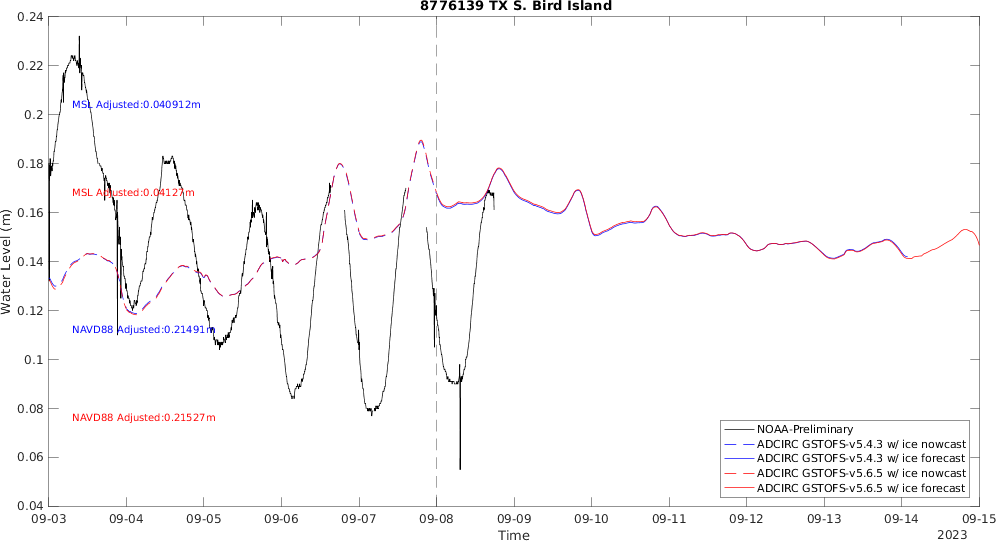 8776139 TX S. Bird Island
0.24
0.22
0.2
0.18
0.16
0.14
0.12
0.1
0.08
0.06
0.04
Water Level (m)
MSL Adjusted:0.040912m
MSL Adjusted:0.04127m
NAVD88 Adjusted:0.21491m
NAVD88 Adjusted:0.21527m
NOAA-Preliminary
ADCIRC GSTOFS-v5.4.3 w/ ice nowcast
ADCIRC GSTOFS-v5.4.3 w/ ice forecast
ADCIRC GSTOFS-v5.6.5 w/ ice nowcast
ADCIRC GSTOFS-v5.6.5 w/ ice forecast
09-03 09-04 09-05 09-06 09-07 09-08 09-09 09-10 09-11 09-12 09-13 09-14 09-15
Time
2023